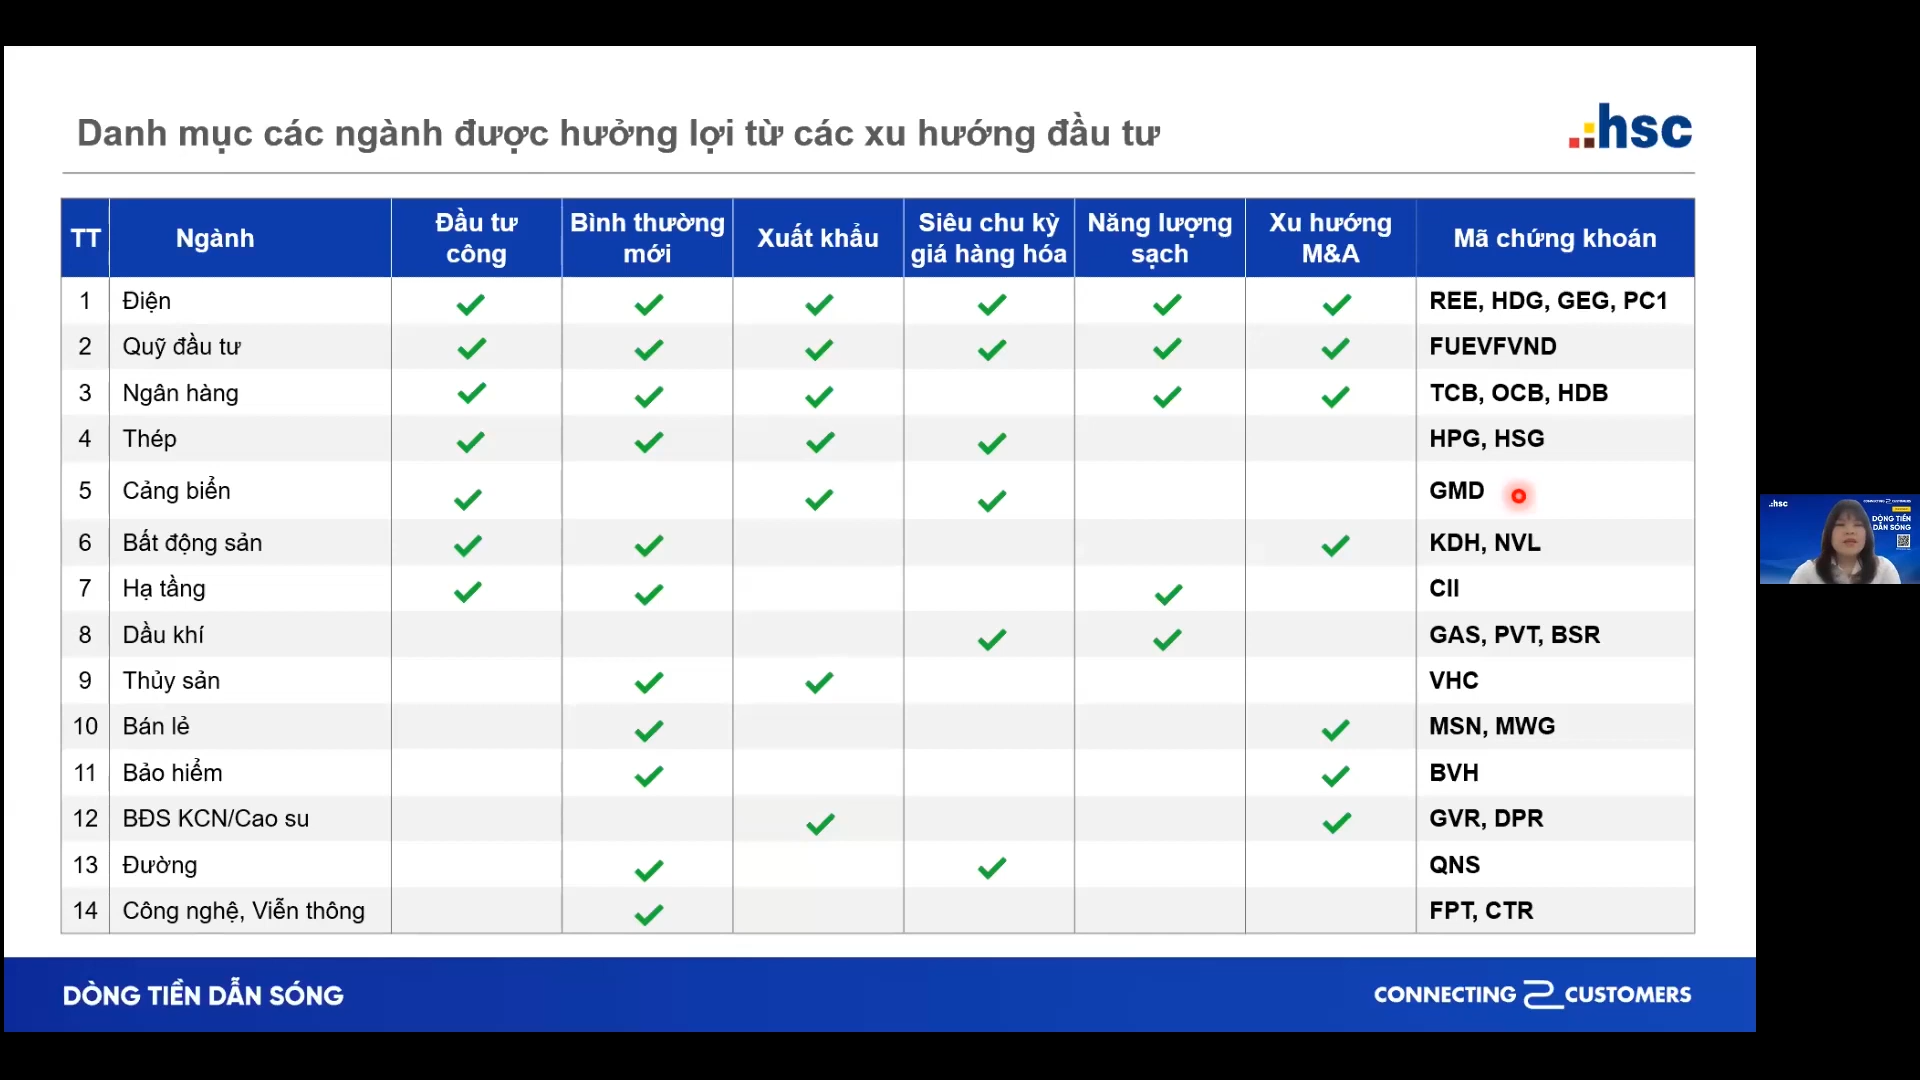 Danh mục các ngành được hưởng lợi từ các xu hướng đầu tư
hsc
TT Ngành Đầu tư công Bình thường mới Xuất khẩu Siêu chu kỳ giá hàng hóa Năng lượng sạch Xu hướng M&A Mã chứng khoán
1 Điện ✓ ✓ ✓ ✓ ✓ ✓ REE, HDG, GEG, PC1
2 Quỹ đầu tư ✓ ✓ ✓ ✓ ✓ ✓ FUEVFVND
3 Ngân hàng ✓ ✓ ✓ ✓ ✓ TCB, OCB, HDB
4 Thép ✓ ✓ ✓ ✓ HPG, HSG
5 Cảng biển ✓ ✓ ✓ GMD
6 Bất động sản ✓ ✓ ✓ KDH, NVL
7 Hạ tầng ✓ ✓ ✓ CII
8 Dầu khí ✓ ✓ GAS, PVT, BSR
9 Thủy sản ✓ ✓ VHC
10 Bán lẻ ✓ ✓ MSN, MWG
11 Bảo hiểm ✓ ✓ BVH
12 BĐS KCN/Cao su ✓ ✓ GVR, DPR
13 Đường ✓ ✓ QNS
14 Công nghệ, Viễn thông ✓ FPT, CTR
DÒNG TIỀN DẪN SÓNG
CONNECTING 2 CUSTOMERS
.:hsc
DÒNG TIỀN
DẪN SÓNG